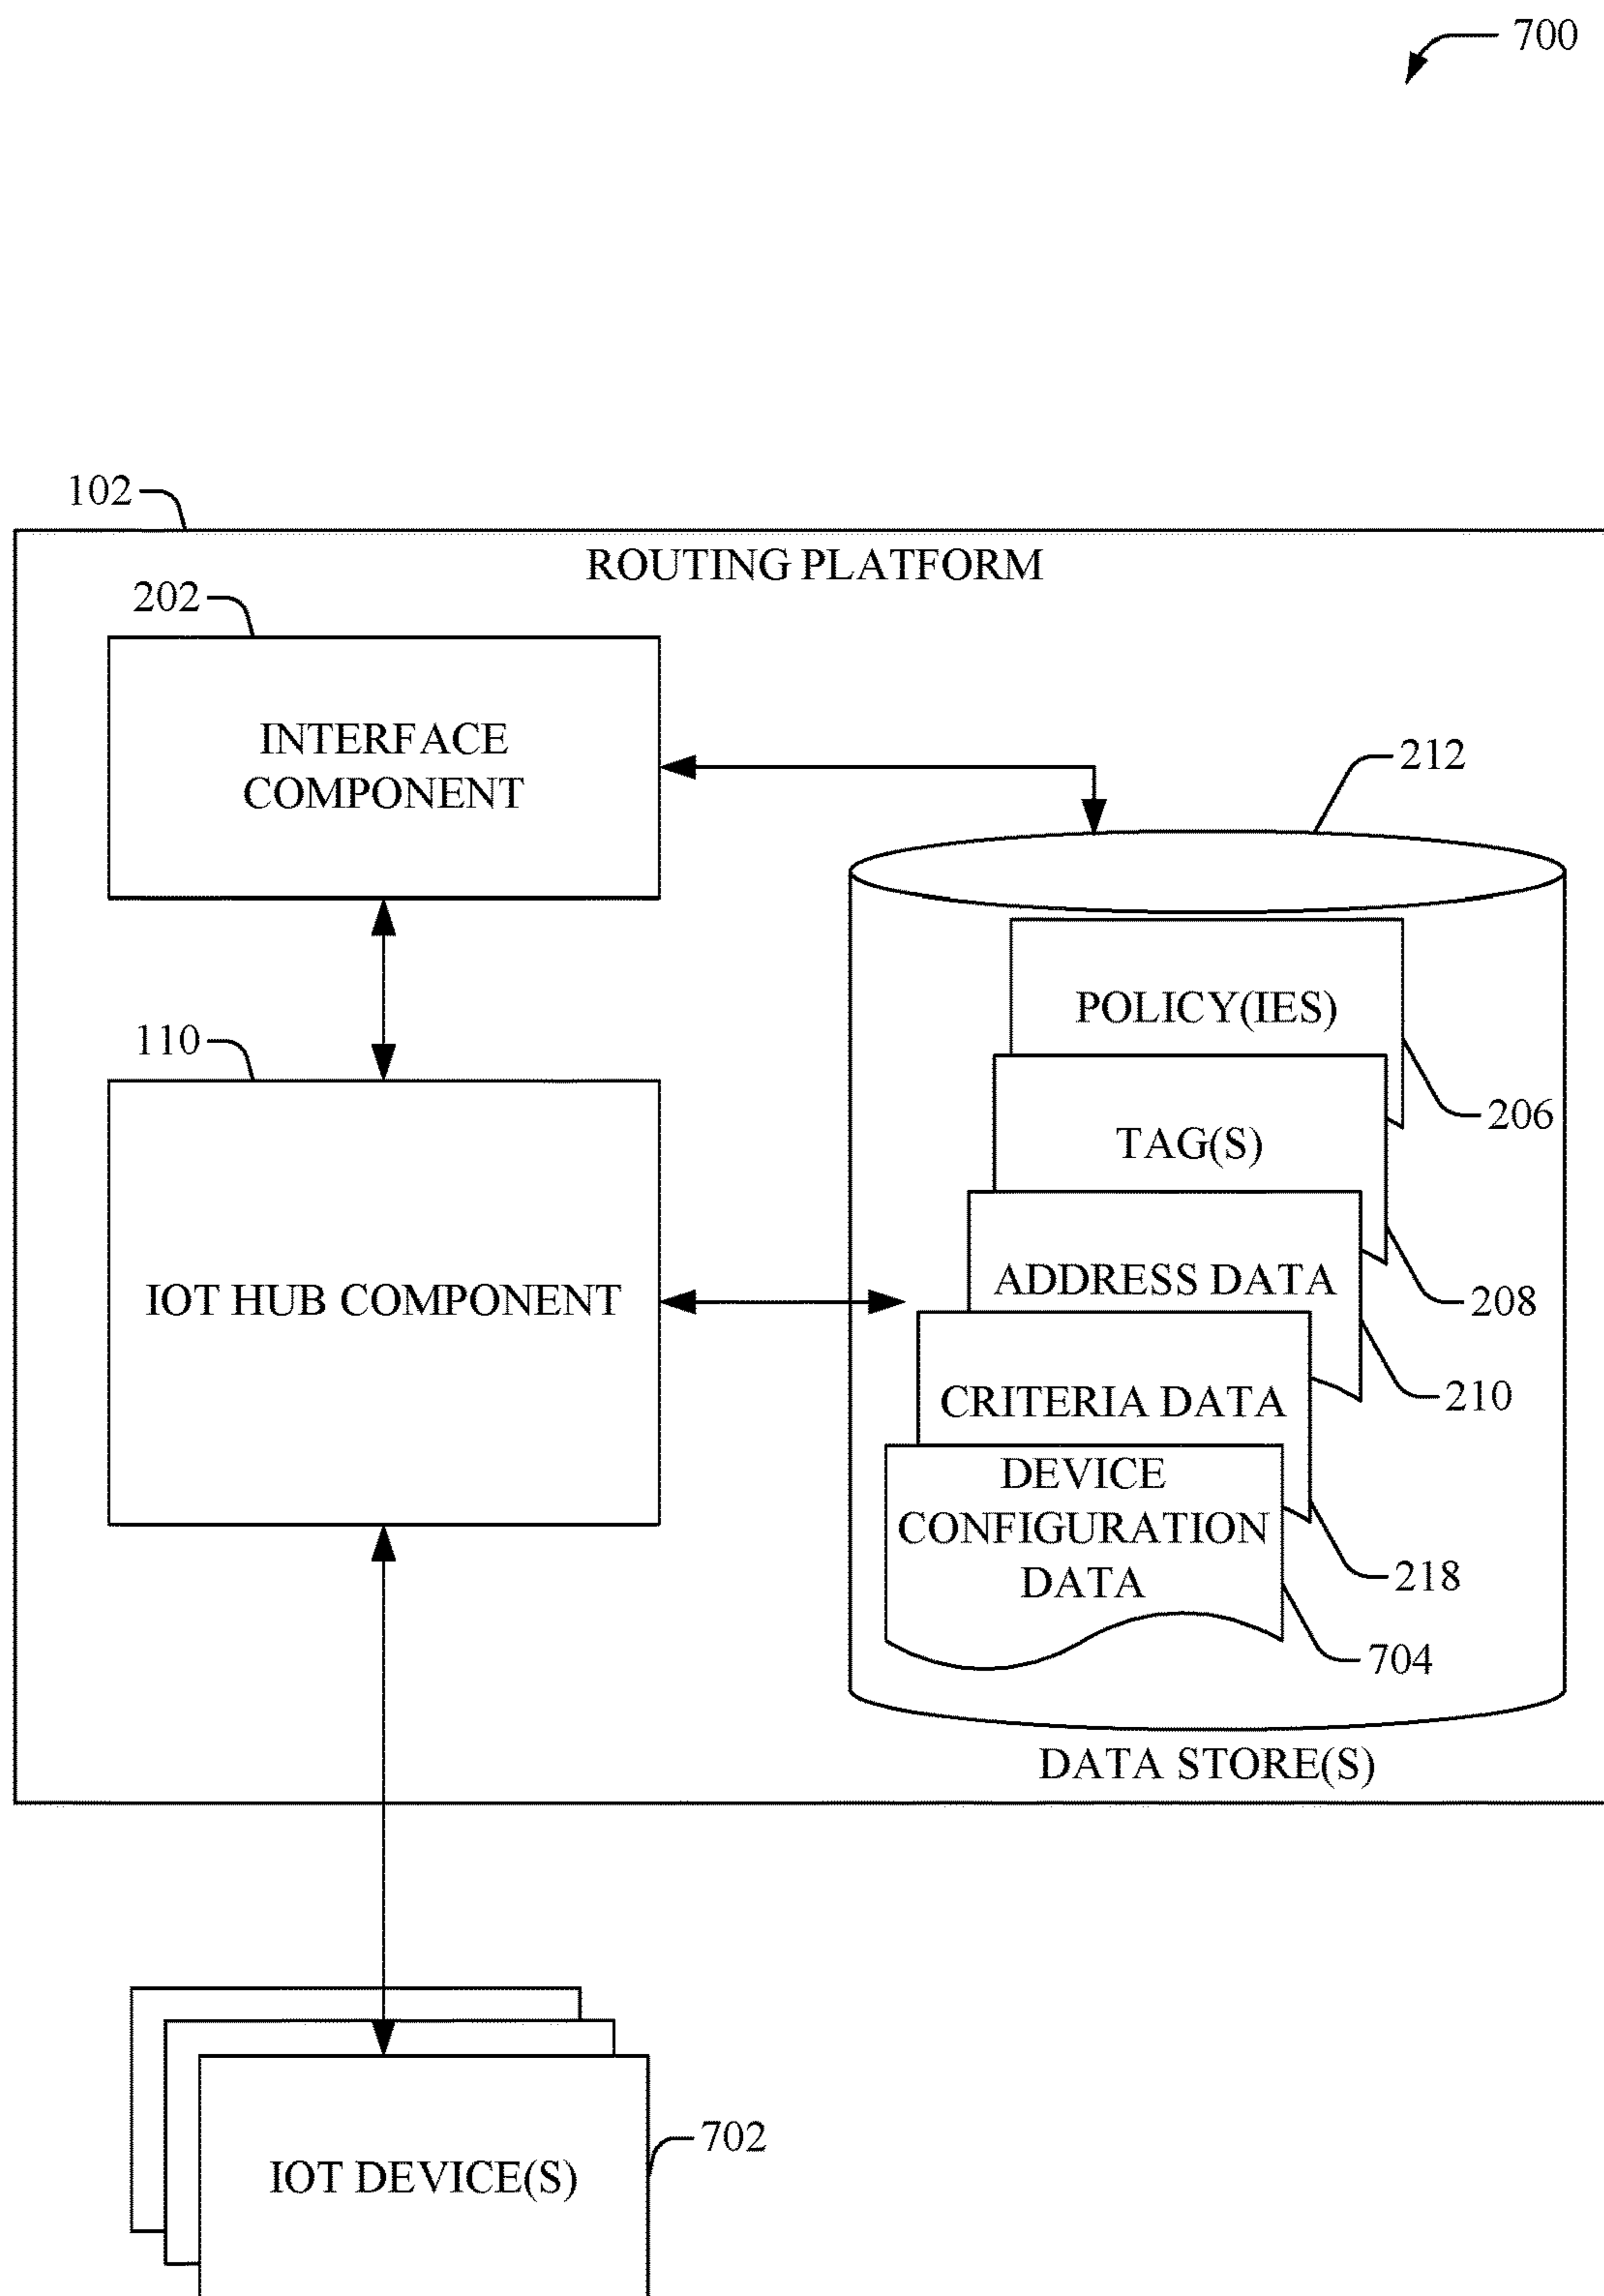 700
102
ROUTING PLATFORM
202
INTERFACE
COMPONENT
212
POLICY(IES)
110
206
TAG(S)
IOT HUB COMPONENT
ADDRESS DATA
208
CRITERIA DATA
210
DEVICE
CONFIGURATION
DATA
218
704
DATA STORE(S)
702
IOT DEVICE(S)